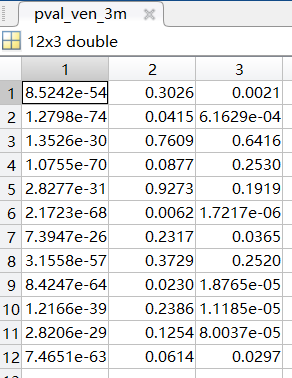 pval_ven_3m
12x3 double
1 2 3
1 8.5242e-54 0.3026 0.0021
2 1.2798e-74 0.0415 6.1629e-04
3 1.3526e-30 0.7609 0.6416
4 1.0755e-70 0.0877 0.2530
5 2.8277e-31 0.9273 0.1919
6 2.1723e-68 0.0062 1.7217e-06
7 7.3947e-26 0.2317 0.0365
8 3.1558e-57 0.3729 0.2520
9 8.4247e-64 0.0230 1.8765e-05
10 1.2166e-39 0.2386 1.1185e-05
11 2.8206e-29 0.1254 8.0037e-05
12 7.4651e-63 0.0614 0.0297